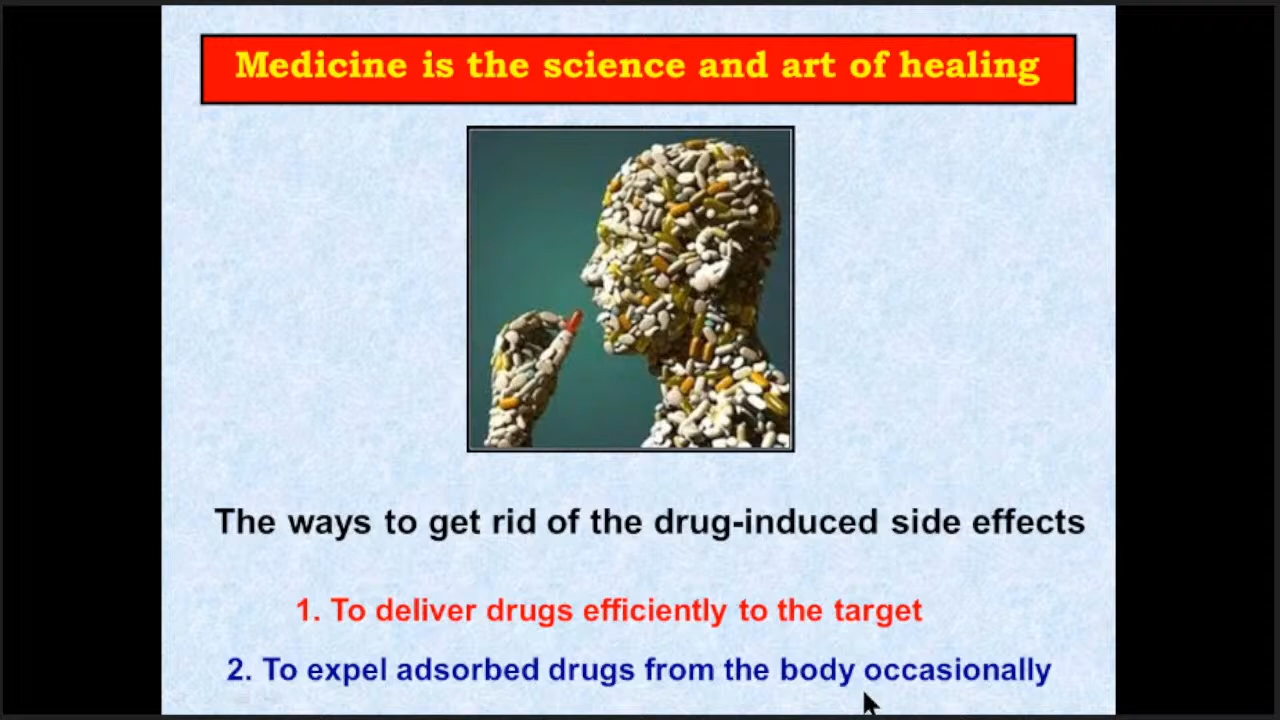 Medicine is the science and art of healing
The ways to get rid of the drug-induced side effects
1. To deliver drugs efficiently to the target
2. To expel adsorbed drugs from the body occasionally